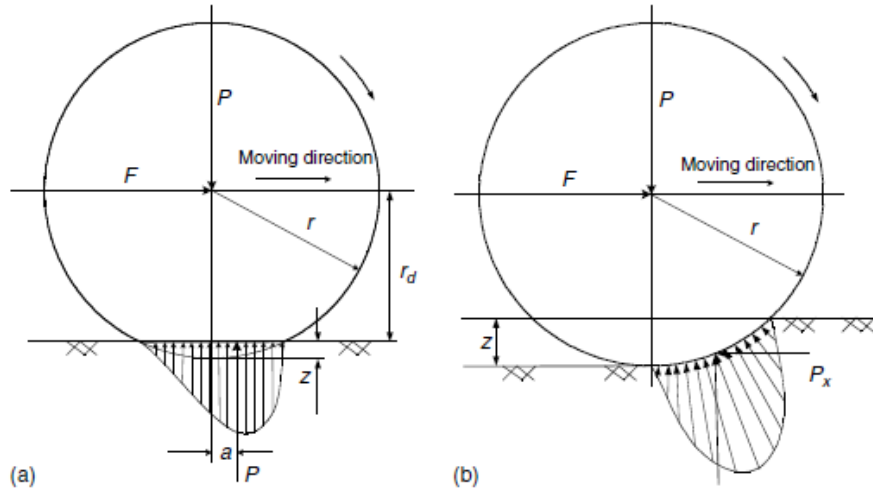 P
Moving direction
F
r
r_d
z
a
P
(a)
P
Moving direction
F
r
z
P_x
(b)